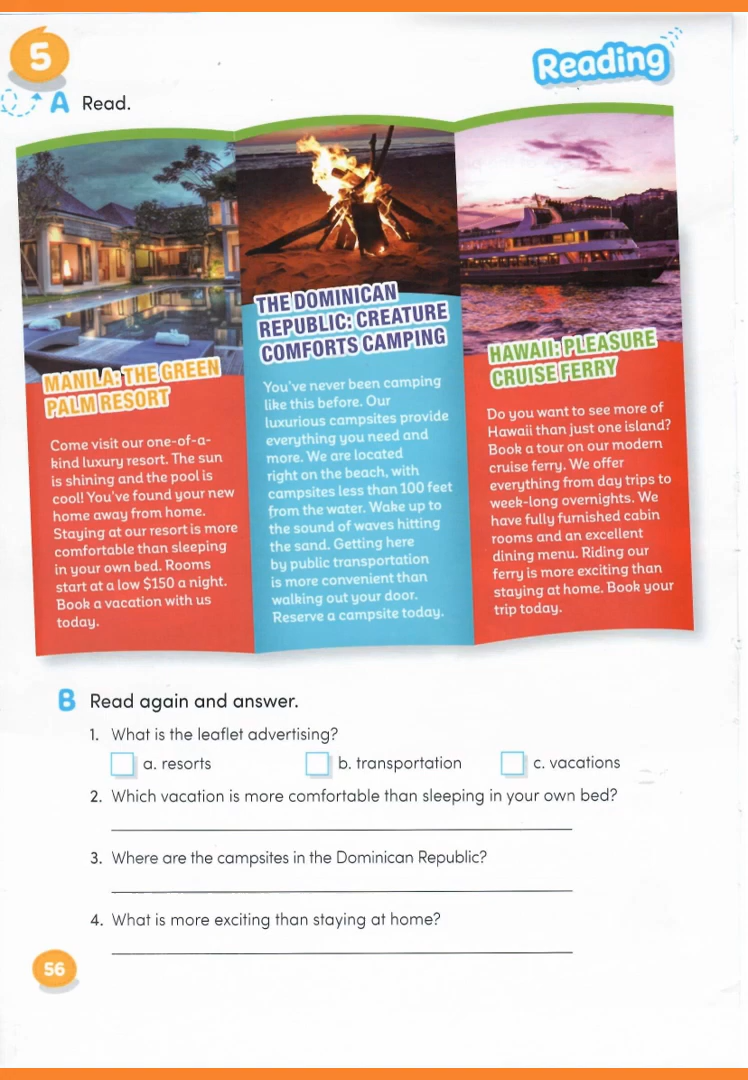 5
Reading
A Read.
MANILA: THE GREEN
PALM RESORT
Come visit our one-of-a-
kind luxury resort. The sun
is shining and the pool is
cool! You've found your new
home away from home.
Staying at our resort is more
comfortable than sleeping
in your own bed. Rooms
start at a low $150 a night.
Book a vacation with us
today.
THE DOMINICAN
REPUBLIC: CREATURE
COMFORTS CAMPING
You've never been camping
like this before. Our
luxurious campsites provide
everything you need and
more. We are located
right on the beach, with
campsites less than 100 feet
from the water. Wake up to
the sound of waves hitting
the sand. Getting here
by public transportation
is more convenient than
walking out your door.
Reserve a campsite today.
HAWAII: PLEASURE
CRUISE FERRY
Do you want to see more of
Hawaii than just one island?
Book a tour on our modern
cruise ferry. We offer
everything from day trips to
week-long overnights. We
have fully furnished cabin
rooms and an excellent
dining menu. Riding our
ferry is more exciting than
staying at home. Book your
trip today.
B Read again and answer.
1. What is the leaflet advertising?
a. resorts b. transportation c. vacations
2. Which vacation is more comfortable than sleeping in your own bed?
3. Where are the campsites in the Dominican Republic?
4. What is more exciting than staying at home?
56